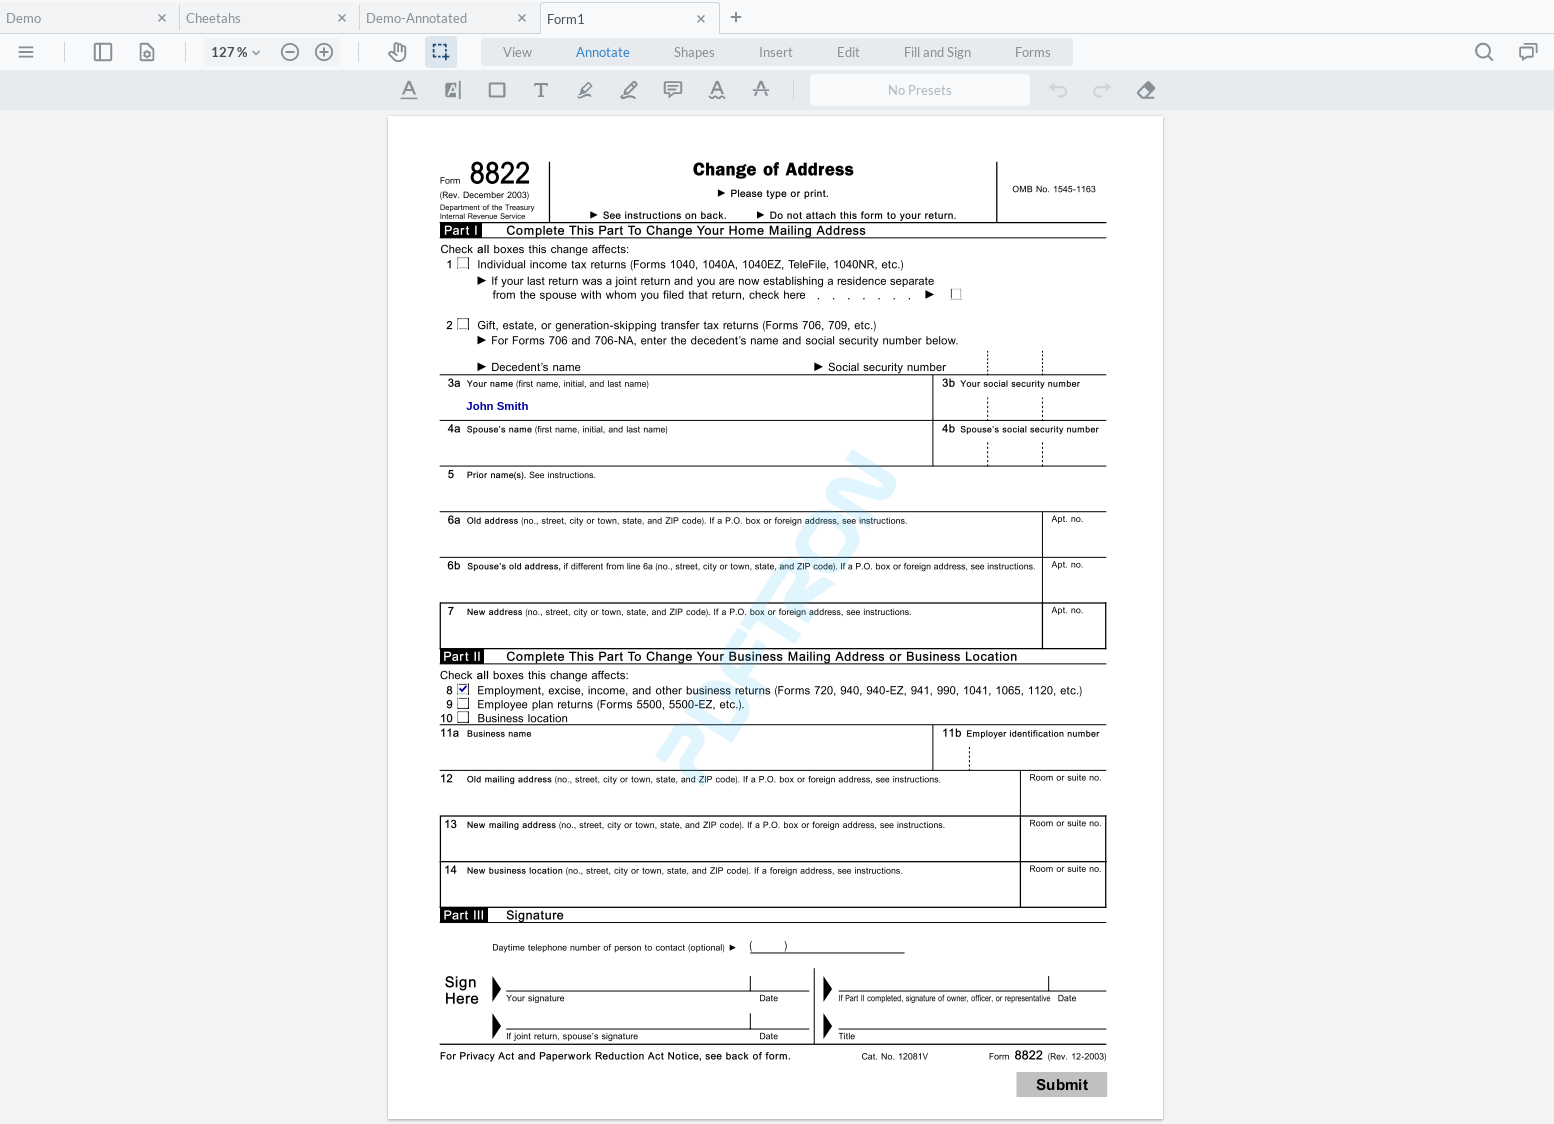 Demo
Cheetahs
Demo-Annotated
Form1
127 %
View
Annotate
Shapes
Insert
Edit
Fill and Sign
Forms
No Presets
Form 8822
(Rev. December 2003)
Department of the Treasury
Internal Revenue Service
Change of Address
▶ Please type or print.
▶ See instructions on back. ▶ Do not attach this form to your return.
OMB No. 1545-1163
Part I Complete This Part To Change Your Home Mailing Address
Check all boxes this change affects:
1 Individual income tax returns (Forms 1040, 1040A, 1040EZ, TeleFile, 1040NR, etc.)
▶ If your last return was a joint return and you are now establishing a residence separate
from the spouse with whom you filed that return, check here . . . . . . . ▶
2 Gift, estate, or generation-skipping transfer tax returns (Forms 706, 709, etc.)
▶ For Forms 706 and 706-NA, enter the decedent's name and social security number below.
▶ Decedent's name ▶ Social security number
3a Your name (first name, initial, and last name)
3b Your social security number
John Smith
4a Spouse's name (first name, initial, and last name)
4b Spouse's social security number
5 Prior name(s). See instructions.
6a Old address (no., street, city or town, state, and ZIP code). If a P.O. box or foreign address, see instructions.
Apt. no.
6b Spouse's old address, if different from line 6a (no., street, city or town, state, and ZIP code). If a P.O. box or foreign address, see instructions.
Apt. no.
7 New address (no., street, city or town, state, and ZIP code). If a P.O. box or foreign address, see instructions.
Apt. no.
PDFTRON
Part II Complete This Part To Change Your Business Mailing Address or Business Location
Check all boxes this change affects:
8 Employment, excise, income, and other business returns (Forms 720, 940, 940-EZ, 941, 990, 1041, 1065, 1120, etc.)
9 Employee plan returns (Forms 5500, 5500-EZ, etc.).
10 Business location
11a Business name
11b Employer identification number
12 Old mailing address (no., street, city or town, state, and ZIP code). If a P.O. box or foreign address, see instructions.
Room or suite no.
13 New mailing address (no., street, city or town, state, and ZIP code). If a P.O. box or foreign address, see instructions.
Room or suite no.
14 New business location (no., street, city or town, state, and ZIP code). If a foreign address, see instructions.
Room or suite no.
Part III Signature
Daytime telephone number of person to contact (optional) ▶ ( )
Sign
Here
Your signature
Date
If Part II completed, signature of owner, officer, or representative
Date
If joint return, spouse's signature
Date
Title
For Privacy Act and Paperwork Reduction Act Notice, see back of form.
Cat. No. 12081V
Form 8822 (Rev. 12-2003)
Submit